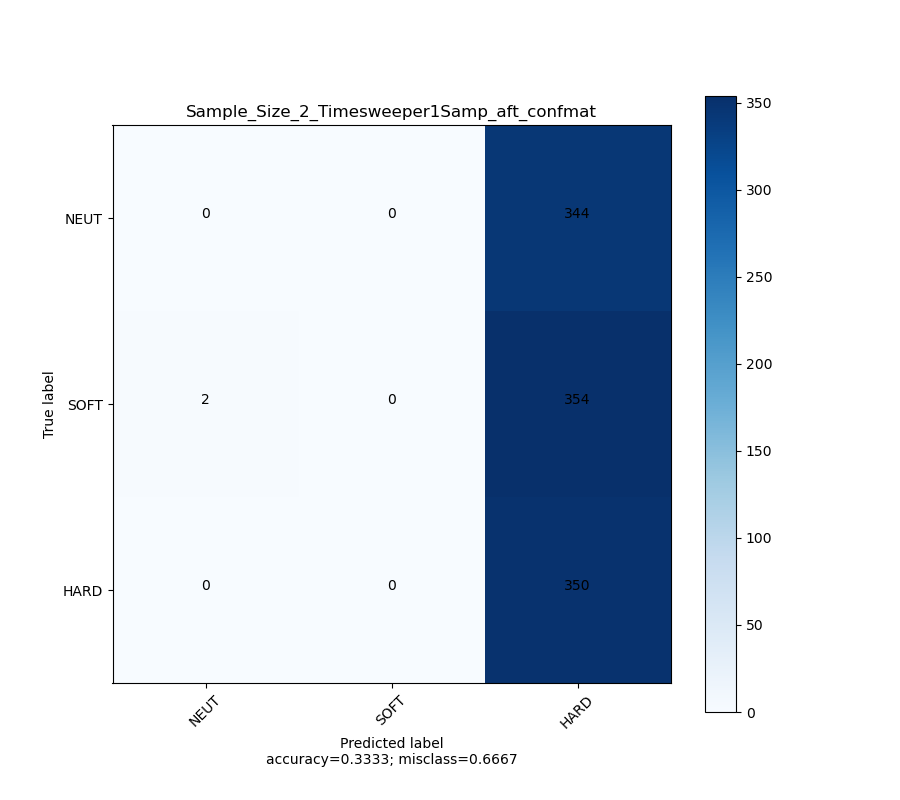 Sample_Size_2_Timesweeper1Samp_aft_confmat
350
300
250
200
150
100
50
0
NEUT 0 0 344
SOFT 2 0 354
HARD 0 0 350
True label
NEUT SOFT HARD
Predicted label
accuracy=0.3333; misclass=0.6667